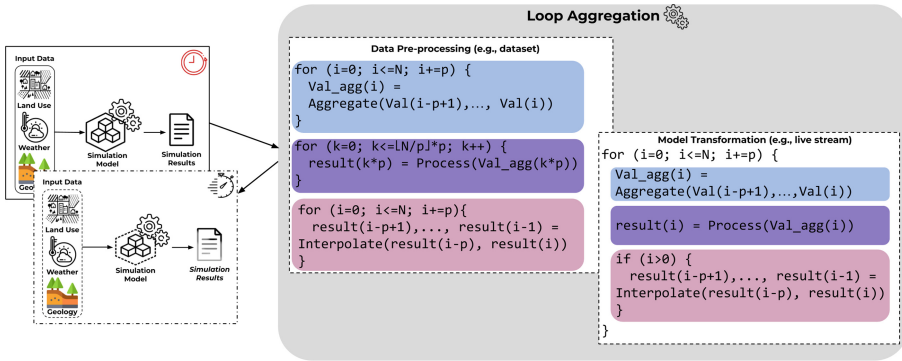 Loop Aggregation
Input Data
Land Use
Weather
Geology
Simulation
Model
Simulation
Results
Input Data
Land Use
Weather
Geology
Simulation
Model
Simulation
Results
Data Pre-processing (e.g., dataset)
for (i=0; i<=N; i+=p) {
Val_agg(i) =
Aggregate(Val(i-p+1),..., Val(i))
}
for (k=0; k<=⌊N/p⌋*p; k++) {
result(k*p) = Process(Val_agg(k*p))
}
for (i=0; i<=N; i+=p){
result(i-p+1),..., result(i-1) =
Interpolate(result(i-p), result(i))
}
Model Transformation (e.g., live stream)
for (i=0; i<=N; i+=p) {
Val_agg(i) =
Aggregate(Val(i-p+1),...,Val(i))
result(i) = Process(Val_agg(i))
if (i>0) {
result(i-p+1),..., result(i-1) =
Interpolate(result(i-p), result(i))
}
}